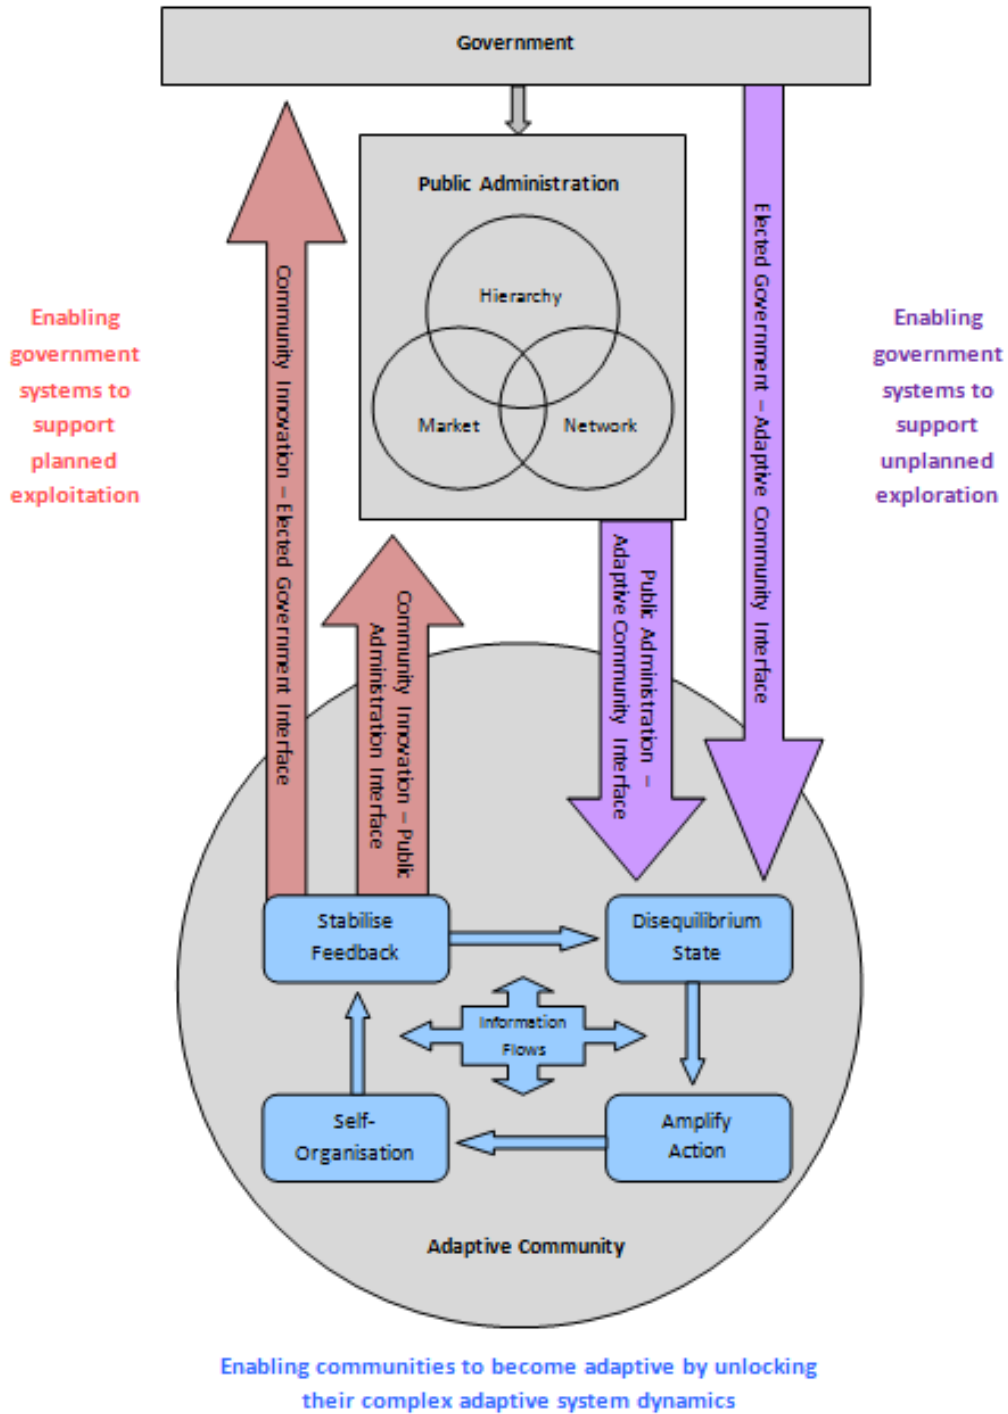 Government
Public Administration
Hierarchy
Market
Network
Enabling
government
systems to
support
planned
exploitation
Community Innovation – Elected Government Interface
Elected Government – Adaptive Community Interface
Enabling
government
systems to
support
unplanned
exploration
Community Innovation – Public
Administration Interface
Public Administration –
Adaptive Community Interface
Stabilise
Feedback
Disequilibrium
State
Information
Flows
Self-
Organisation
Amplify
Action
Adaptive Community
Enabling communities to become adaptive by unlocking
their complex adaptive system dynamics